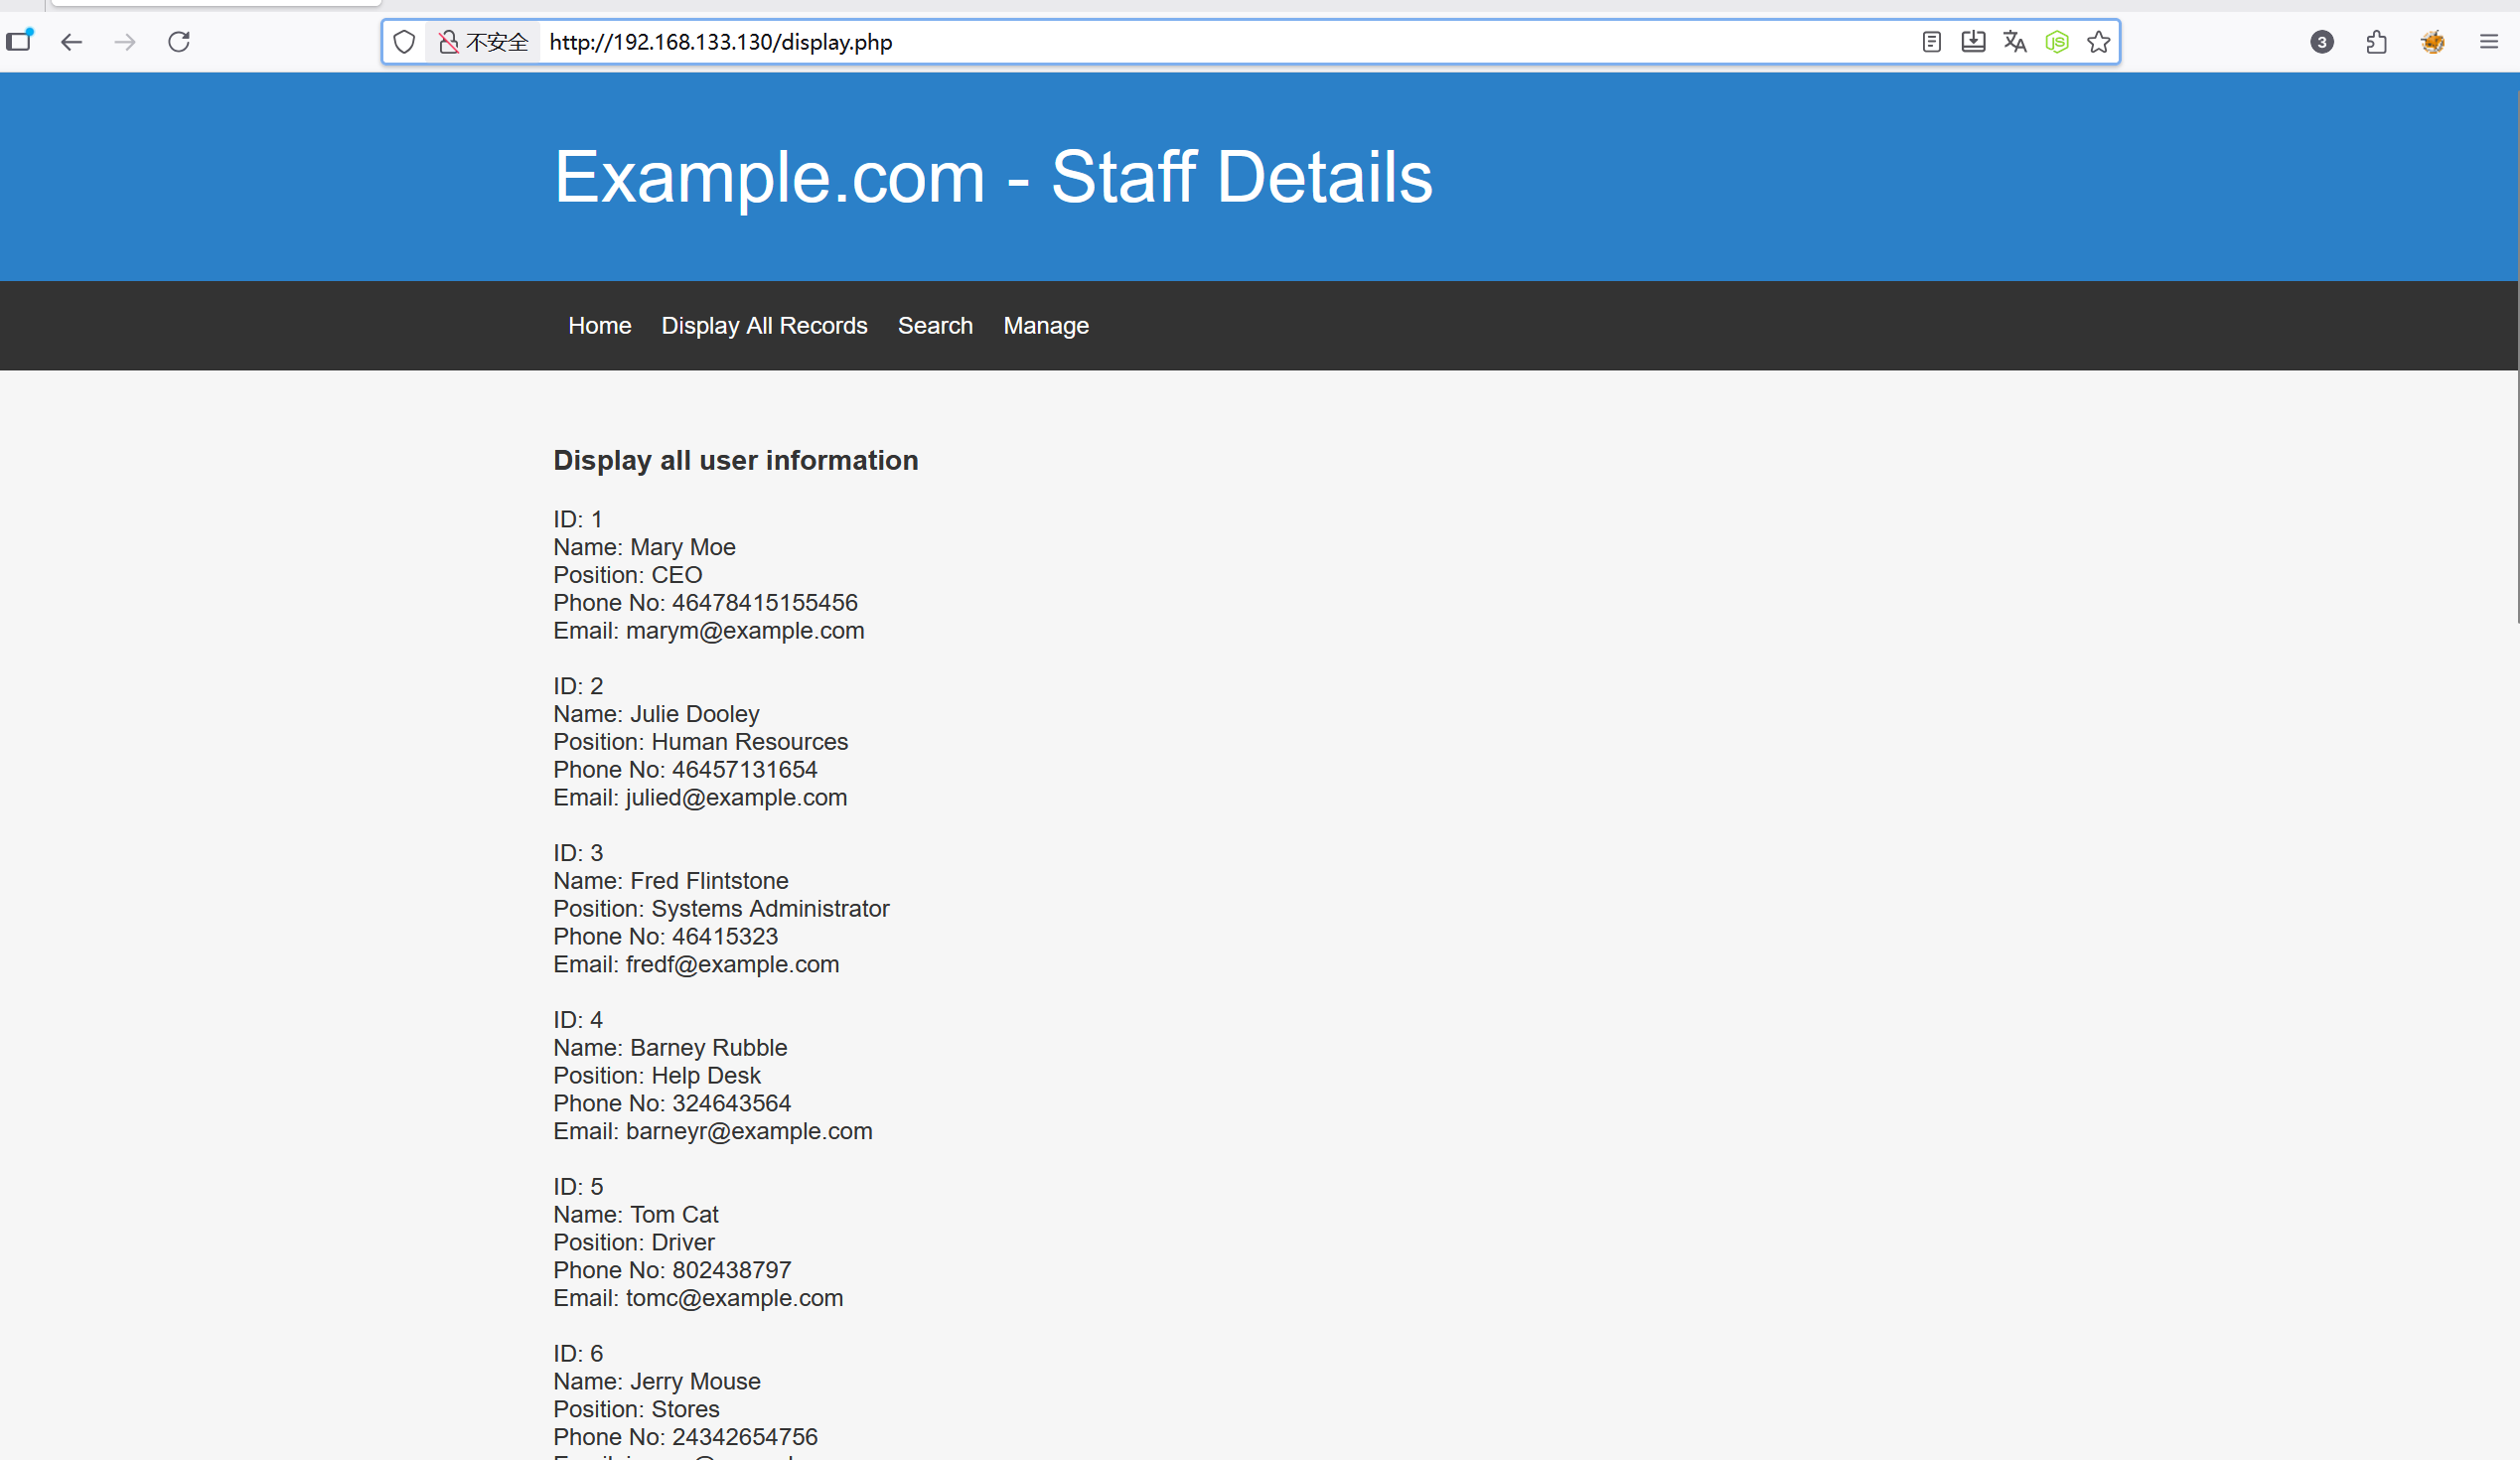 不安全 http://192.168.133.130/display.php
3
Example.com - Staff Details
Home Display All Records Search Manage
Display all user information
ID: 1
Name: Mary Moe
Position: CEO
Phone No: 46478415155456
Email: marym@example.com
ID: 2
Name: Julie Dooley
Position: Human Resources
Phone No: 46457131654
Email: julied@example.com
ID: 3
Name: Fred Flintstone
Position: Systems Administrator
Phone No: 46415323
Email: fredf@example.com
ID: 4
Name: Barney Rubble
Position: Help Desk
Phone No: 324643564
Email: barneyr@example.com
ID: 5
Name: Tom Cat
Position: Driver
Phone No: 802438797
Email: tomc@example.com
ID: 6
Name: Jerry Mouse
Position: Stores
Phone No: 24342654756